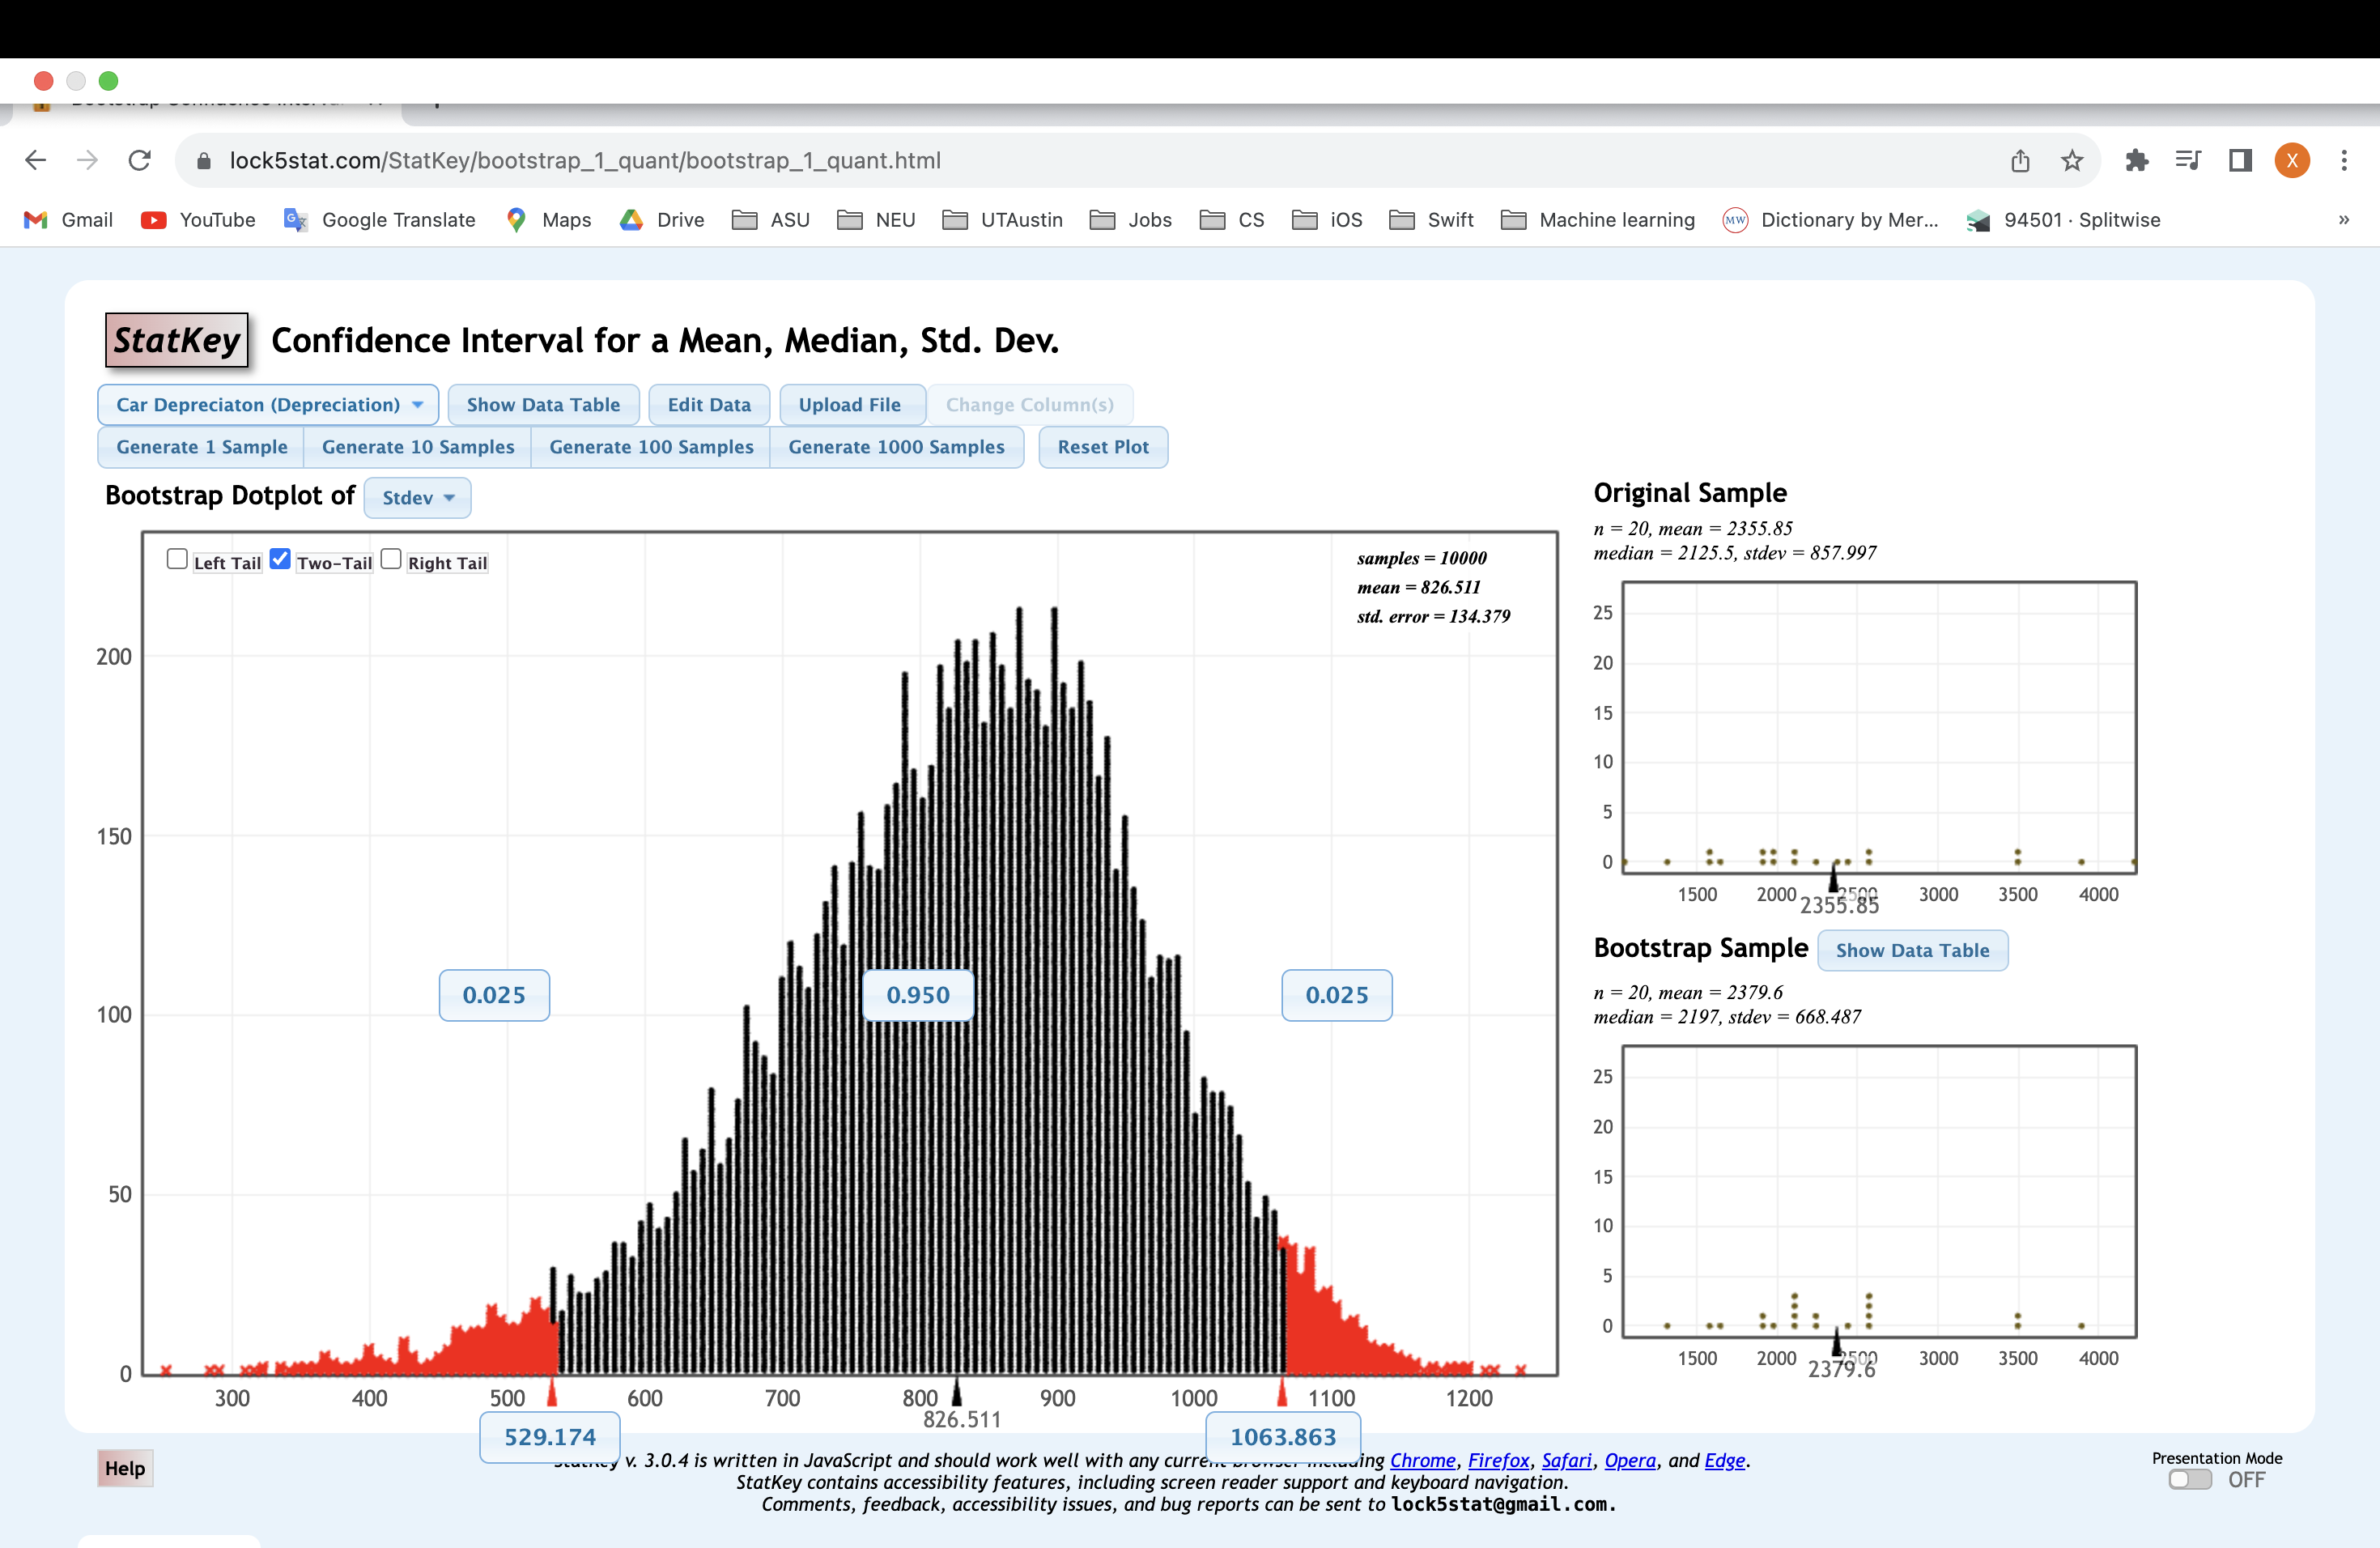 lock5stat.com/StatKey/bootstrap_1_quant/bootstrap_1_quant.html
X
Gmail YouTube Google Translate Maps Drive ASU NEU UTAustin Jobs CS iOS Swift Machine learning Dictionary by Mer... 94501 · Splitwise »
StatKey Confidence Interval for a Mean, Median, Std. Dev.
Car Depreciaton (Depreciation) Show Data Table Edit Data Upload File Change Column(s)
Generate 1 Sample Generate 10 Samples Generate 100 Samples Generate 1000 Samples Reset Plot
Bootstrap Dotplot of Stdev
Left Tail Two-Tail Right Tail
samples = 10000
mean = 826.511
std. error = 134.379
200
150
100
50
0
0.025 0.950 0.025
300 400 500 600 700 800 900 1000 1100 1200
826.511
529.174 1063.863
Original Sample
n = 20, mean = 2355.85
median = 2125.5, stdev = 857.997
25
20
15
10
5
0
1500 2000 2500 3000 3500 4000
2355.85
Bootstrap Sample Show Data Table
n = 20, mean = 2379.6
median = 2197, stdev = 668.487
25
20
15
10
5
0
1500 2000 2500 3000 3500 4000
2379.6
Help
v. 3.0.4 is written in JavaScript and should work well with any current browser including Chrome, Firefox, Safari, Opera, and Edge.
StatKey contains accessibility features, including screen reader support and keyboard navigation.
Comments, feedback, accessibility issues, and bug reports can be sent to lock5stat@gmail.com.
Presentation Mode
OFF